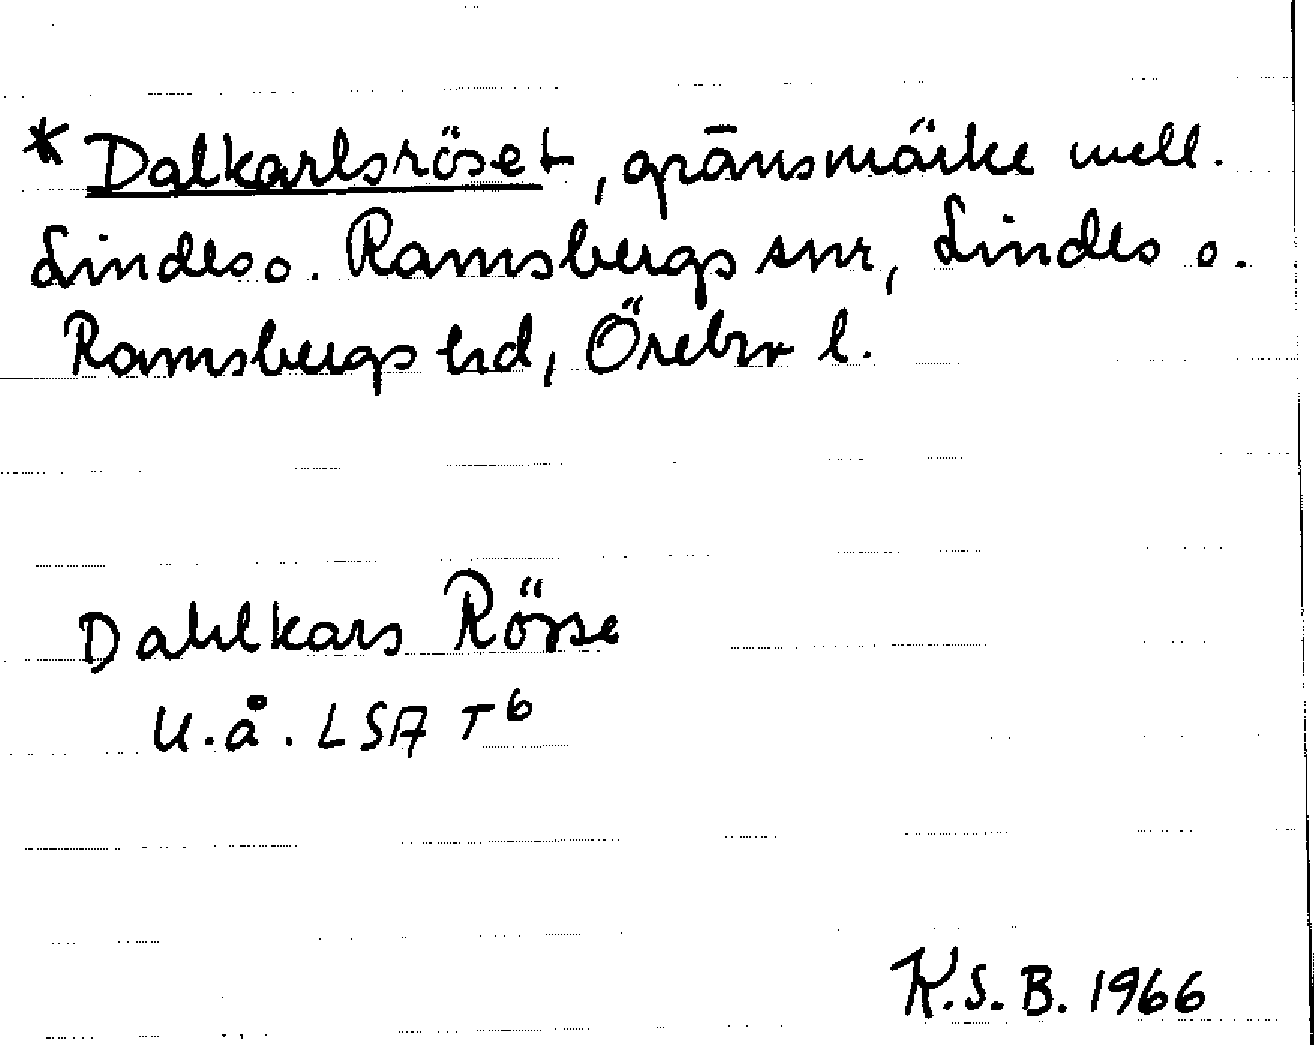 * Dalkarlsröset, gränsmärke mell.
Lindes o. Ramsbergs snr, Lindes o.
Ramsbergs hd, Örebro l.
Dahlkars Rösse
U.å. LSA T6
K.S.B. 1966